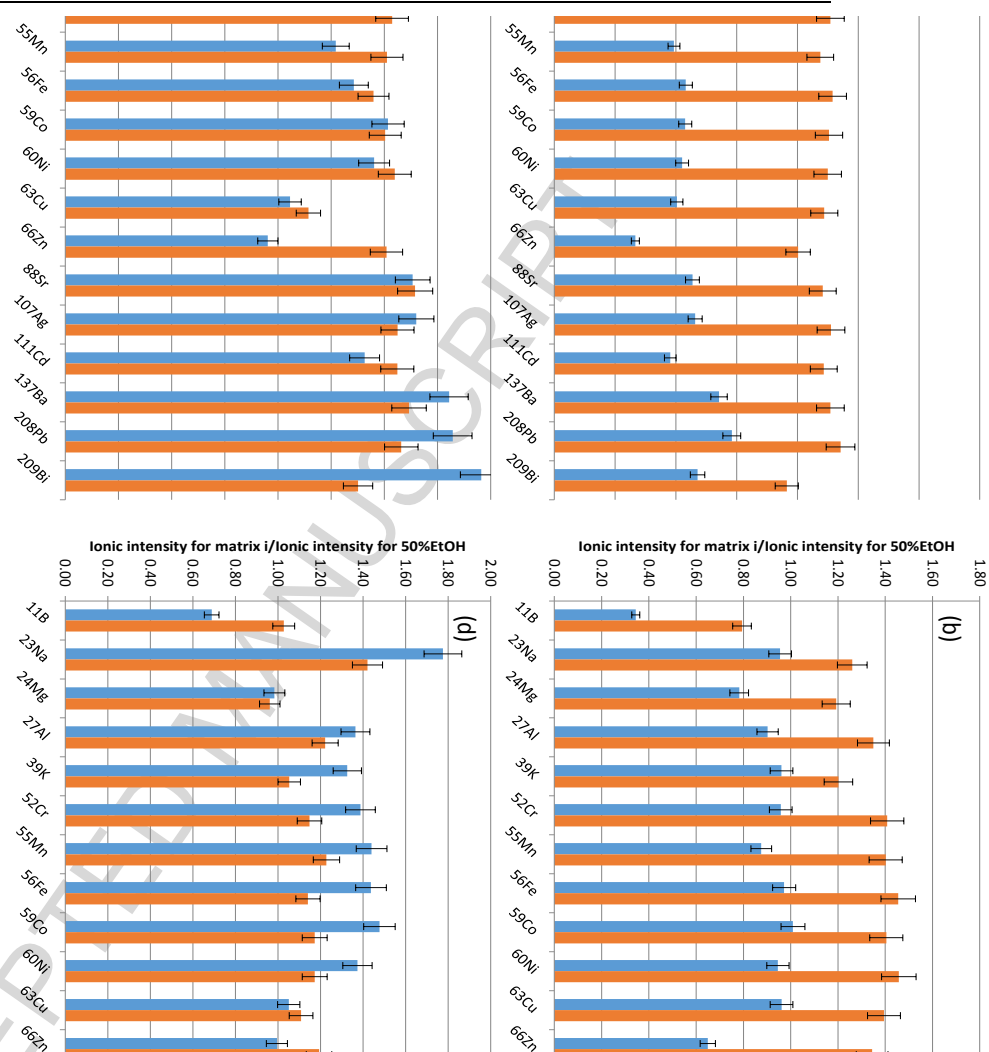 55Mn
56Fe
59Co
60Ni
63Cu
66Zn
88Sr
107Ag
111Cd
137Ba
208Pb
209Bi
55Mn
56Fe
59Co
60Ni
63Cu
66Zn
88Sr
107Ag
111Cd
137Ba
208Pb
209Bi
Ionic intensity for matrix i/Ionic intensity for 50%EtOH
0.00
0.20
0.40
0.60
0.80
1.00
1.20
1.40
1.60
1.80
2.00
(d)
11B
23Na
24Mg
27Al
39K
52Cr
55Mn
56Fe
59Co
60Ni
63Cu
66Zn
Ionic intensity for matrix i/Ionic intensity for 50%EtOH
0.00
0.20
0.40
0.60
0.80
1.00
1.20
1.40
1.60
1.80
(b)
11B
23Na
24Mg
27Al
39K
52Cr
55Mn
56Fe
59Co
60Ni
63Cu
66Zn
EPTED MANUSCRIPT